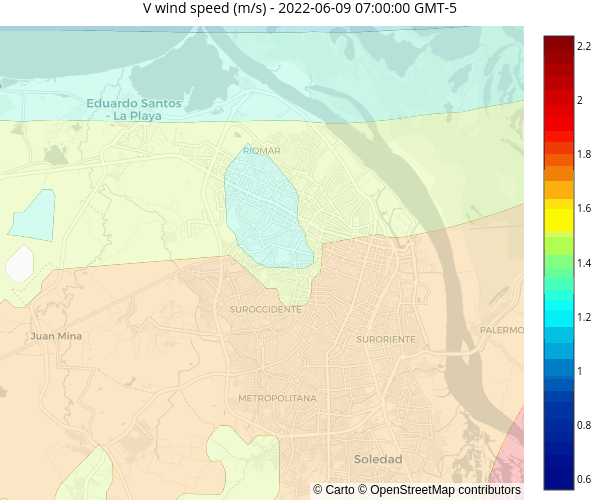 V wind speed (m/s) - 2022-06-09 07:00:00 GMT-5
2.2
2
1.8
1.6
1.4
1.2
1
0.8
0.6
Eduardo Santos
- La Playa
RIOMAR
SUROCCIDENTE
Juan Mina
SURORIENTE
PALERMO
METROPOLITANA
Soledad
© Carto © OpenStreetMap contributors